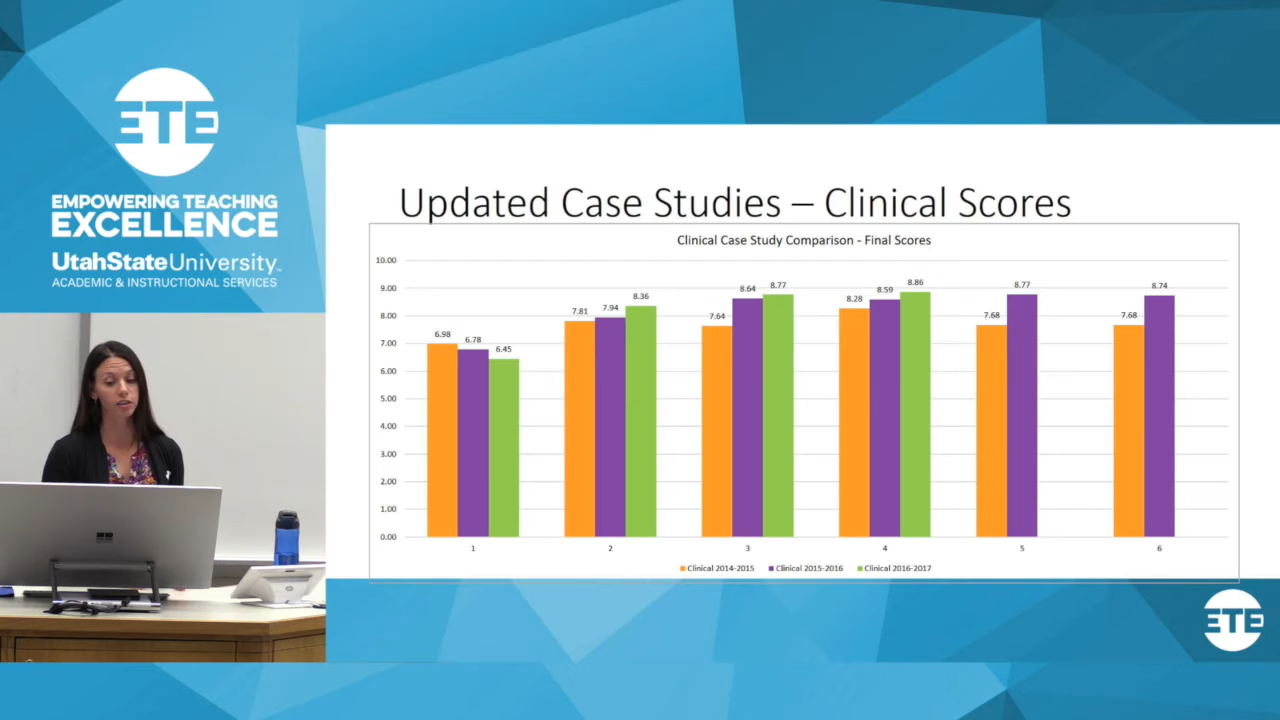 ETE
EMPOWERING TEACHING
EXCELLENCE
UtahStateUniversity™
ACADEMIC & INSTRUCTIONAL SERVICES
Updated Case Studies – Clinical Scores
Clinical Case Study Comparison - Final Scores
10.00
9.00
8.00
7.00
6.00
5.00
4.00
3.00
2.00
1.00
0.00
6.98 6.78 6.45
7.81 7.94 8.36
7.64 8.64 8.77
8.28 8.59 8.86
7.68 8.77
7.68 8.74
1 2 3 4 5 6
Clinical 2014-2015 Clinical 2015-2016 Clinical 2016-2017
ETE